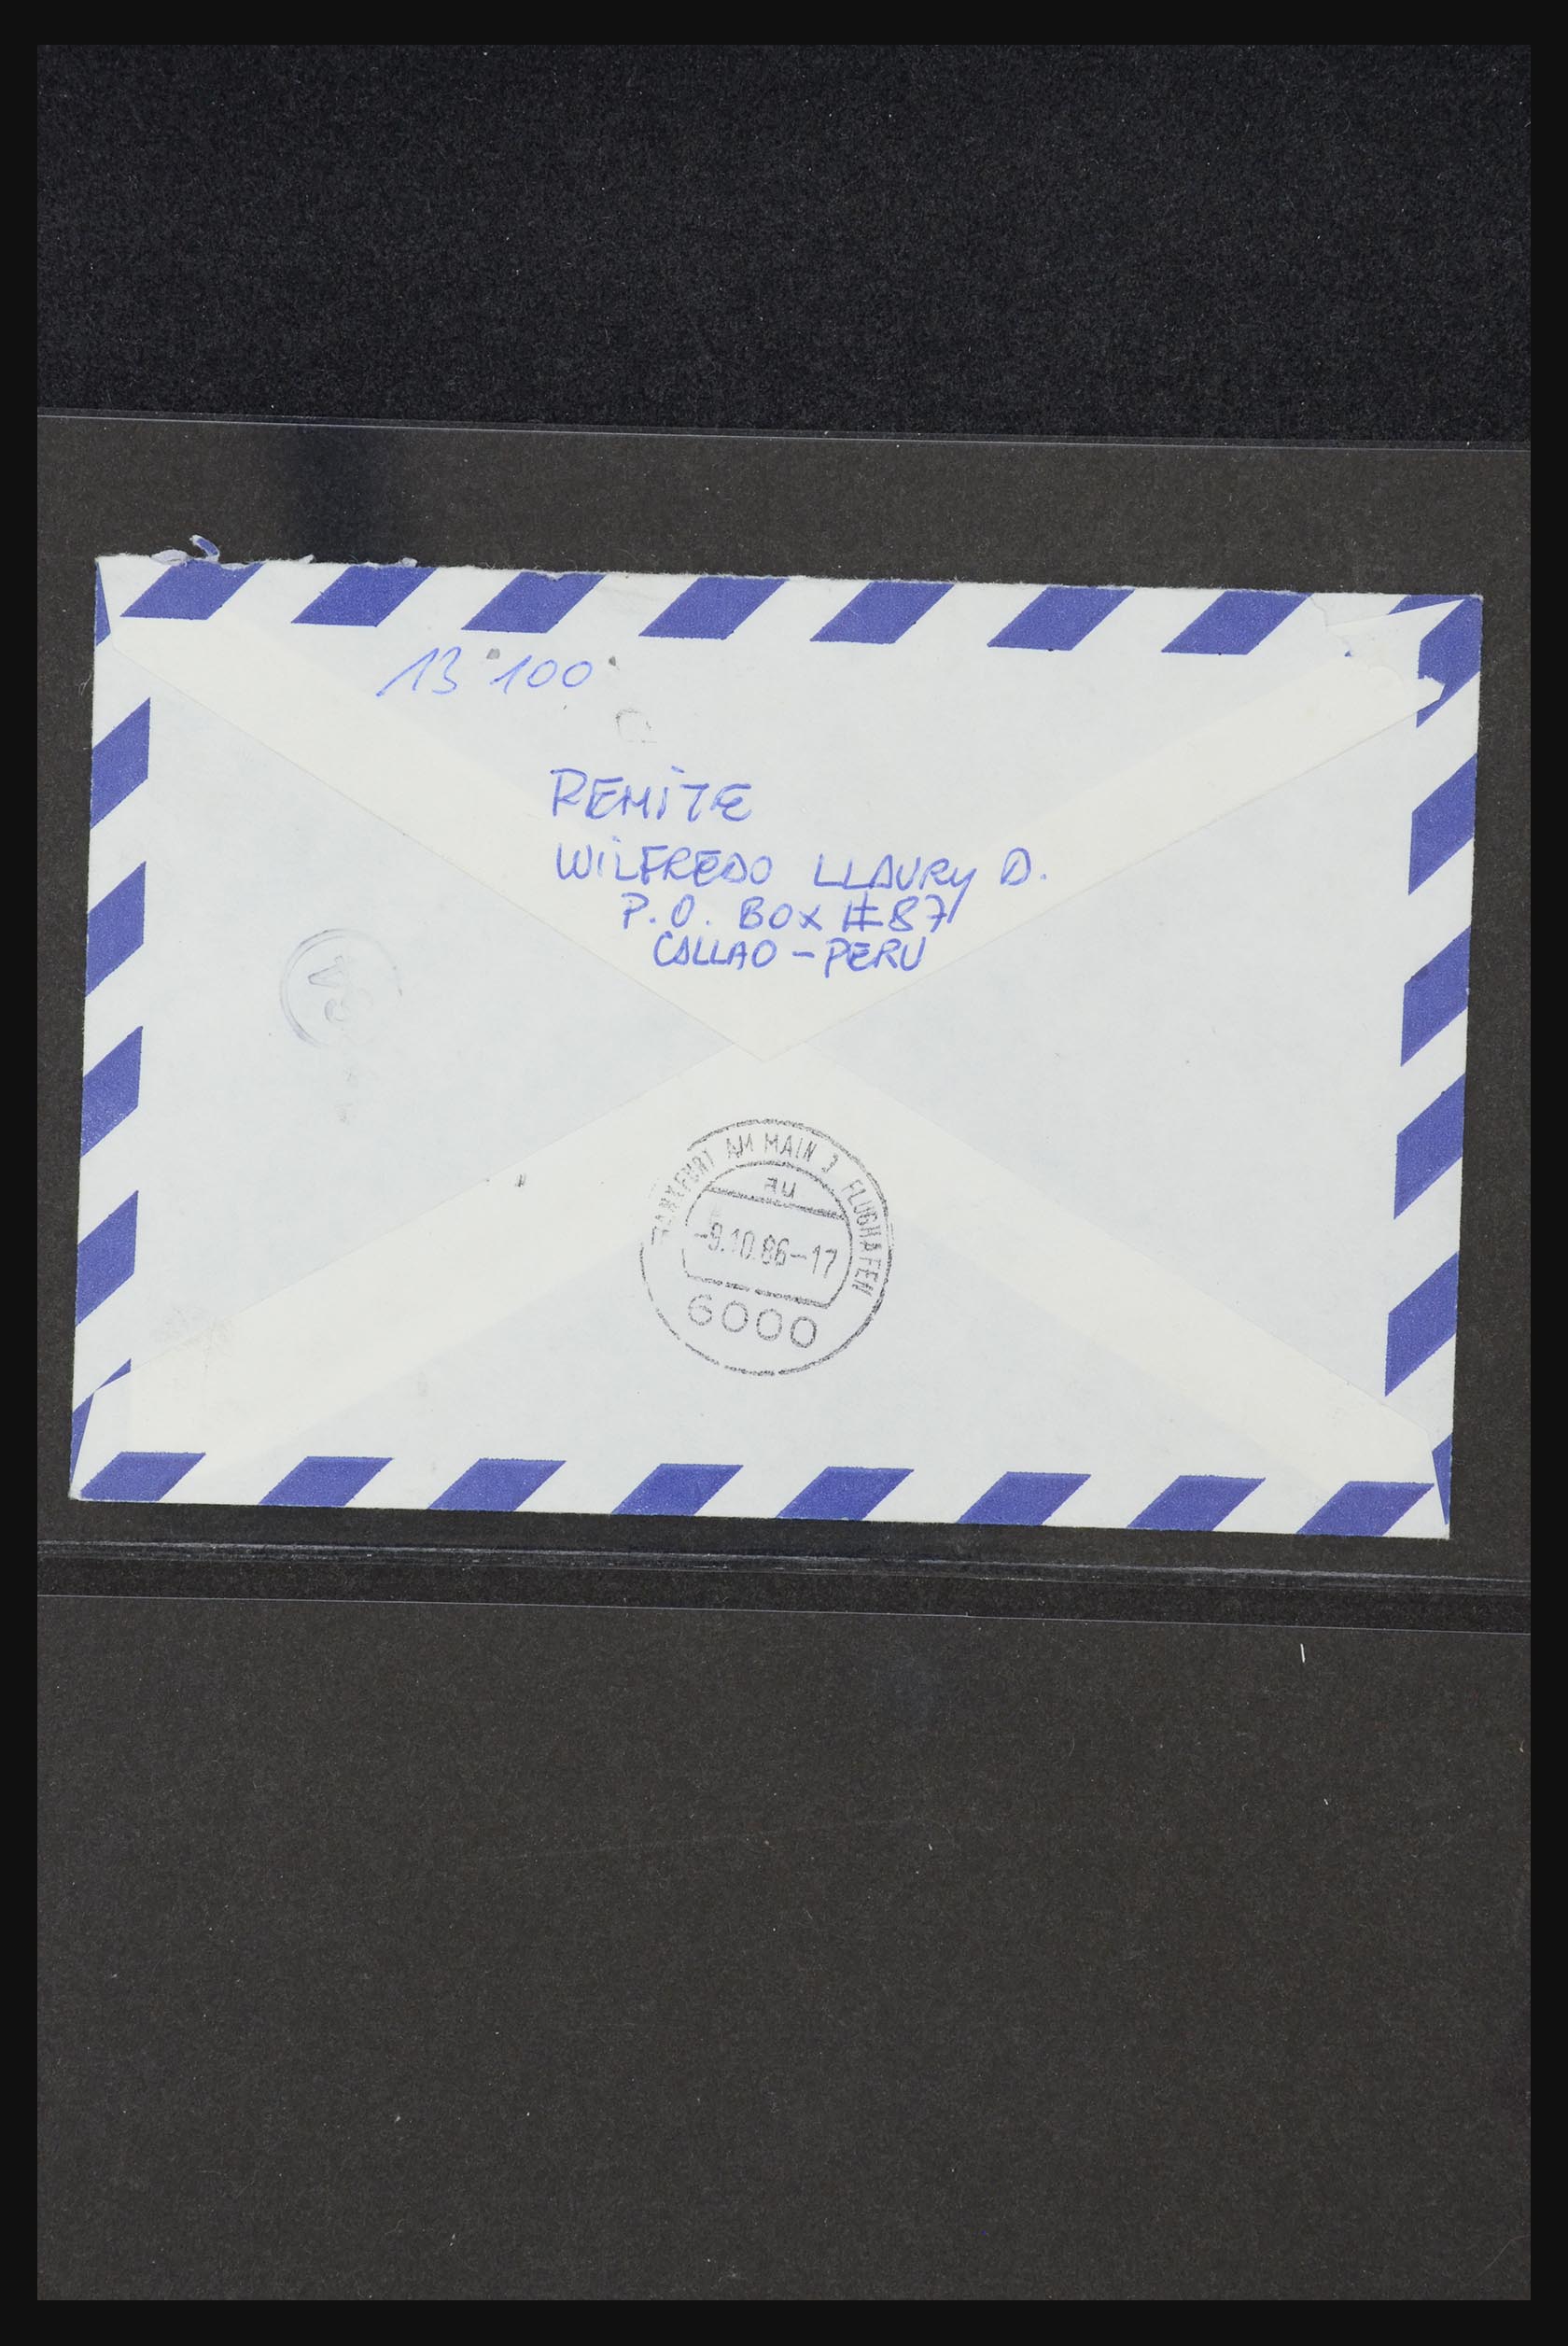 13°100
REMITE
WILFREDO LLAURY D.
P.O. BOX #87
CALLAO - PERU
FRANKFURT AM MAIN 3 FLUGHAFEN
au
-9.10.86-17
6000